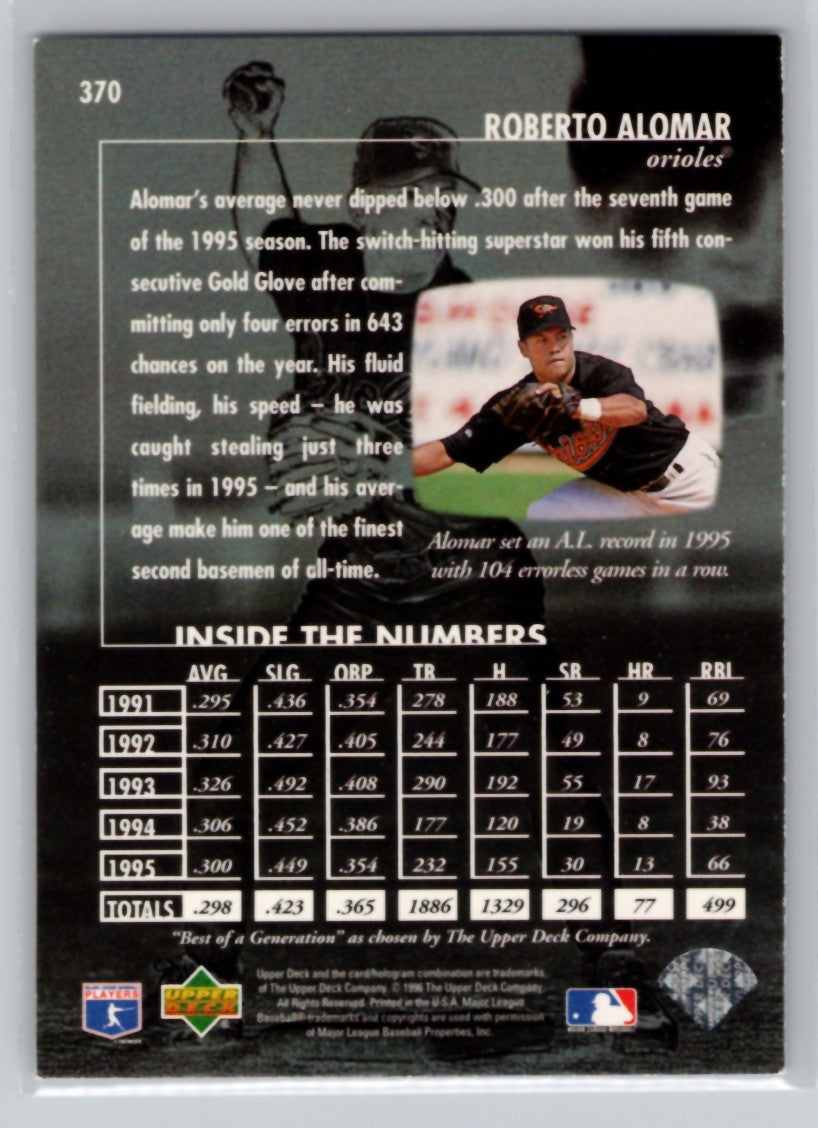 370
ROBERTO ALOMAR
orioles
Alomar's average never dipped below .300 after the seventh game
of the 1995 season. The switch-hitting superstar won his fifth con-
secutive Gold Glove after com-
mitting only four errors in 643
chances on the year. His fluid
fielding, his speed – he was
caught stealing just three
times in 1995 – and his aver-
age make him one of the finest
second basemen of all-time.
Alomar set an A.L. record in 1995
with 104 errorless games in a row.
INSIDE THE NUMBERS
AVG SLG OBP TB H SB HR RBI
1991 .295 .436 .354 278 188 53 9 69
1992 .310 .427 .405 244 177 49 8 76
1993 .326 .492 .408 290 192 55 17 93
1994 .306 .452 .386 177 120 19 8 38
1995 .300 .449 .354 232 155 30 13 66
TOTALS .298 .423 .365 1886 1329 296 77 499
"Best of a Generation" as chosen by The Upper Deck Company.
Upper Deck and the card/hologram combination are trademarks
of The Upper Deck Company. © 1996 The Upper Deck Company.
All Rights Reserved. Printed in the U.S.A. Major League
Baseball® trademarks and copyrights are used with permission
of Major League Baseball Properties, Inc.
PLAYERS
UPPER
DECK